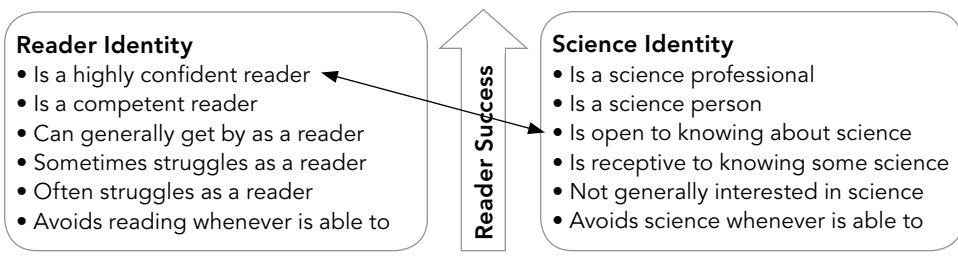 Reader Identity
• Is a highly confident reader
• Is a competent reader
• Can generally get by as a reader
• Sometimes struggles as a reader
• Often struggles as a reader
• Avoids reading whenever is able to
Reader Success
Science Identity
• Is a science professional
• Is a science person
• Is open to knowing about science
• Is receptive to knowing some science
• Not generally interested in science
• Avoids science whenever is able to